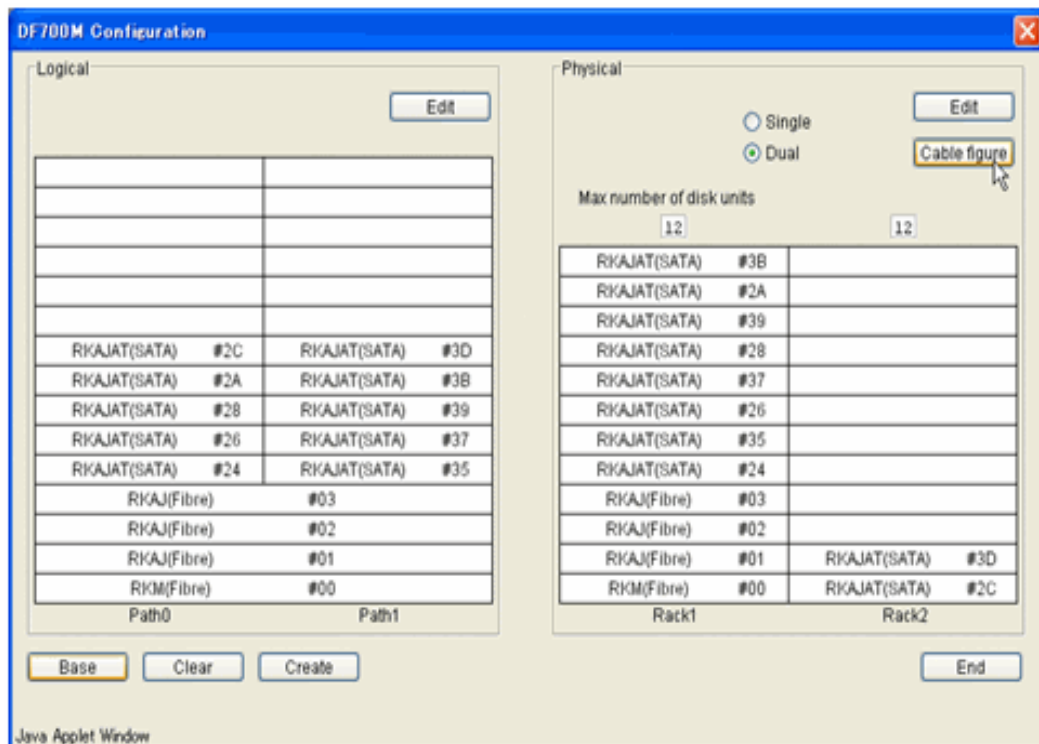 DF700M Configuration
Logical
Edit
RKAJAT(SATA) #2C RKAJAT(SATA) #3D
RKAJAT(SATA) #2A RKAJAT(SATA) #3B
RKAJAT(SATA) #28 RKAJAT(SATA) #39
RKAJAT(SATA) #26 RKAJAT(SATA) #37
RKAJAT(SATA) #24 RKAJAT(SATA) #35
RKAJ(Fibre) #03
RKAJ(Fibre) #02
RKAJ(Fibre) #01
RKM(Fibre) #00
Path0 Path1
Physical
Edit
Single
Dual
Cable figure
Max number of disk units
12 12
RKAJAT(SATA) #3B
RKAJAT(SATA) #2A
RKAJAT(SATA) #39
RKAJAT(SATA) #28
RKAJAT(SATA) #37
RKAJAT(SATA) #26
RKAJAT(SATA) #35
RKAJAT(SATA) #24
RKAJ(Fibre) #03
RKAJ(Fibre) #02
RKAJ(Fibre) #01 RKAJAT(SATA) #3D
RKM(Fibre) #00 RKAJAT(SATA) #2C
Rack1 Rack2
Base Clear Create End
Java Applet Window